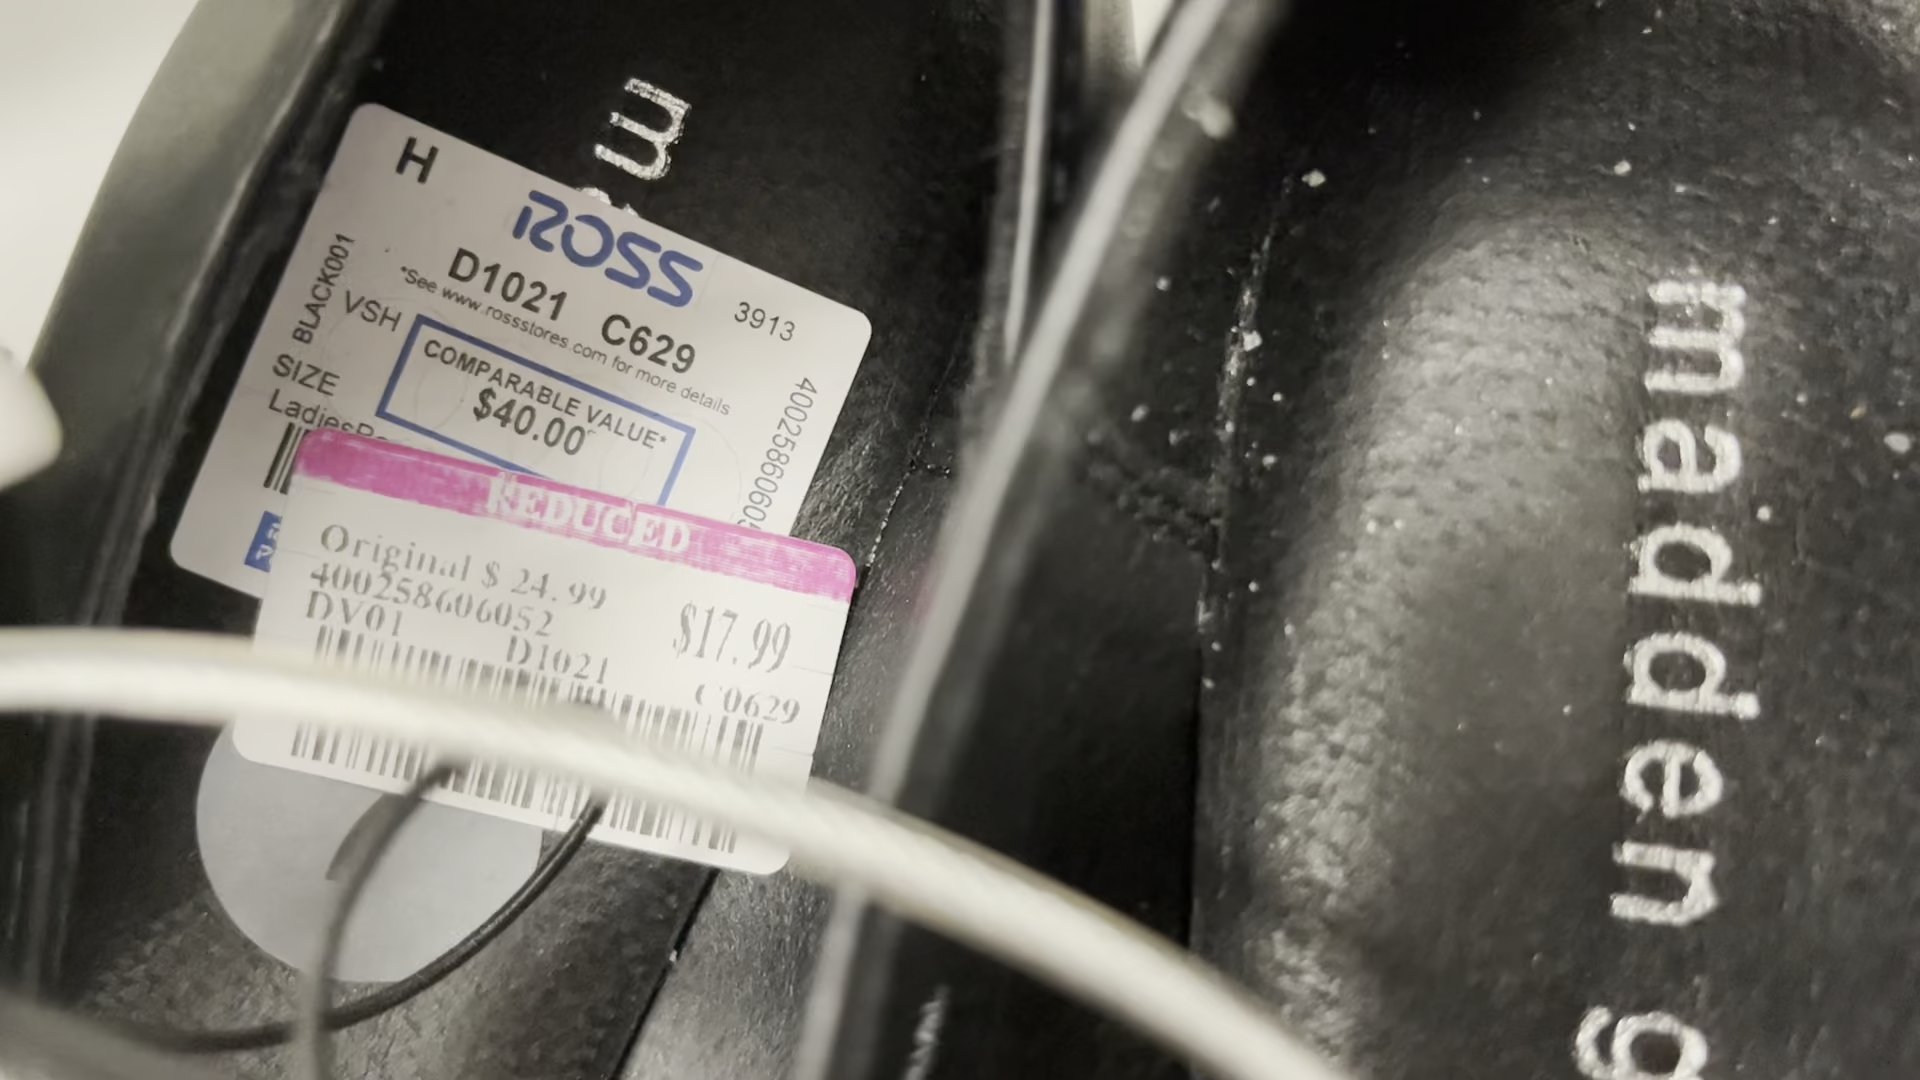 m
H
ROSS
D1021 C629
3913
*See www.rossstores.com for more details
BLACK001
VSH
COMPARABLE VALUE*
$40.00
SIZE
Ladies
REDUCED
Original $ 24.99
400258606052
$17.99
DV01 D1021 C0629
madden g